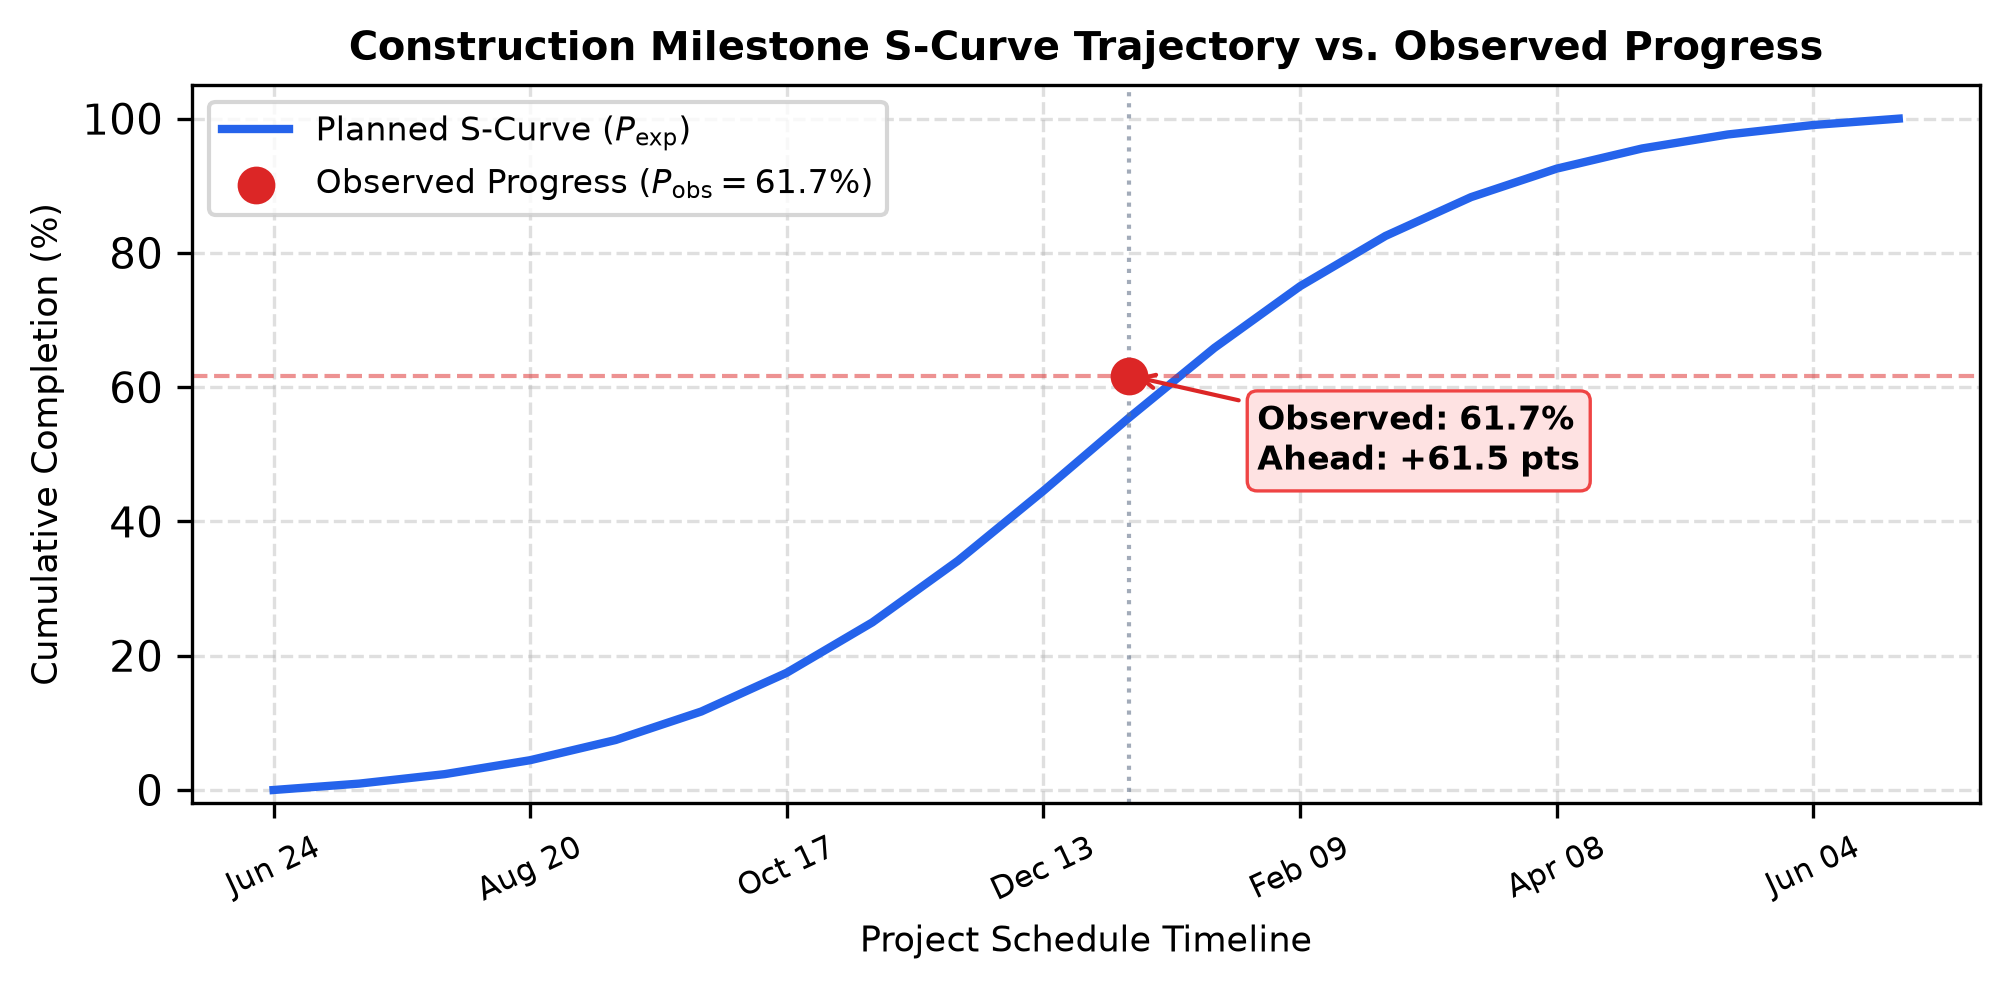 Construction Milestone S-Curve Trajectory vs. Observed Progress
Planned S-Curve (P_exp)
Observed Progress (P_obs = 61.7%)
Cumulative Completion (%)
100
80
60
40
20
0
Observed: 61.7%
Ahead: +61.5 pts
Jun 24
Aug 20
Oct 17
Dec 13
Feb 09
Apr 08
Jun 04
Project Schedule Timeline